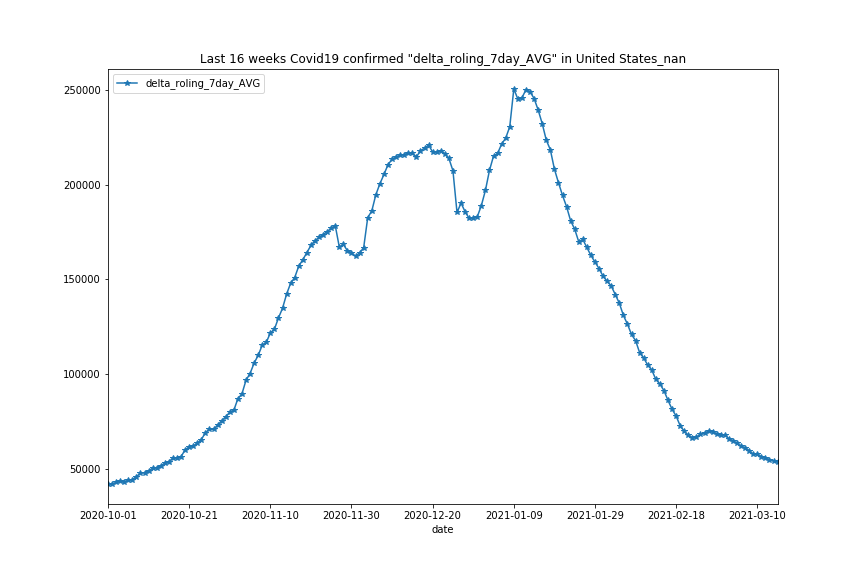 Last 16 weeks Covid19 confirmed "delta_roling_7day_AVG" in United States_nan
delta_roling_7day_AVG
250000
200000
150000
100000
50000
2020-10-01 2020-10-21 2020-11-10 2020-11-30 2020-12-20 2021-01-09 2021-01-29 2021-02-18 2021-03-10
date